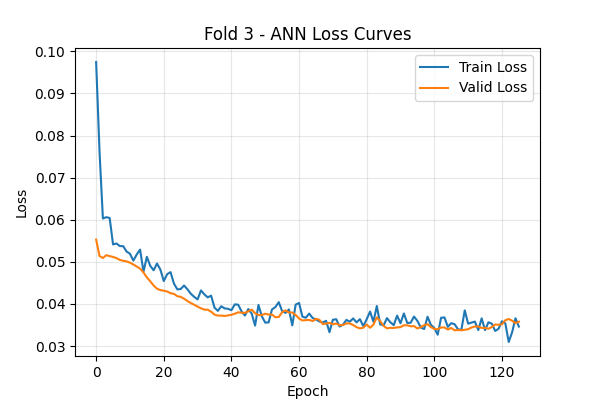 Fold 3 - ANN Loss Curves
0.10
0.09
0.08
0.07
0.06
0.05
0.04
0.03
Loss
Train Loss
Valid Loss
0 20 40 60 80 100 120
Epoch